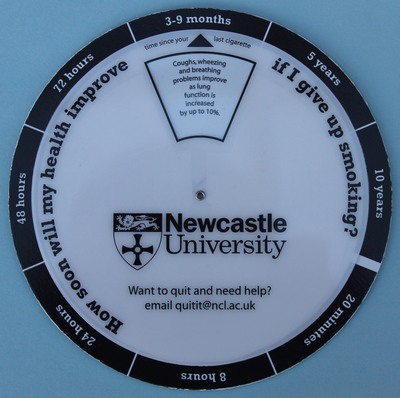 3-9 months
5 years
10 years
20 minutes
8 hours
24 hours
48 hours
72 hours
time since your last cigarette
Coughs, wheezing
and breathing
problems improve
as lung
function is
increased
by up to 10%.
How soon will my health improve
if I give up smoking?
Newcastle
University
Want to quit and need help?
email quitit@ncl.ac.uk